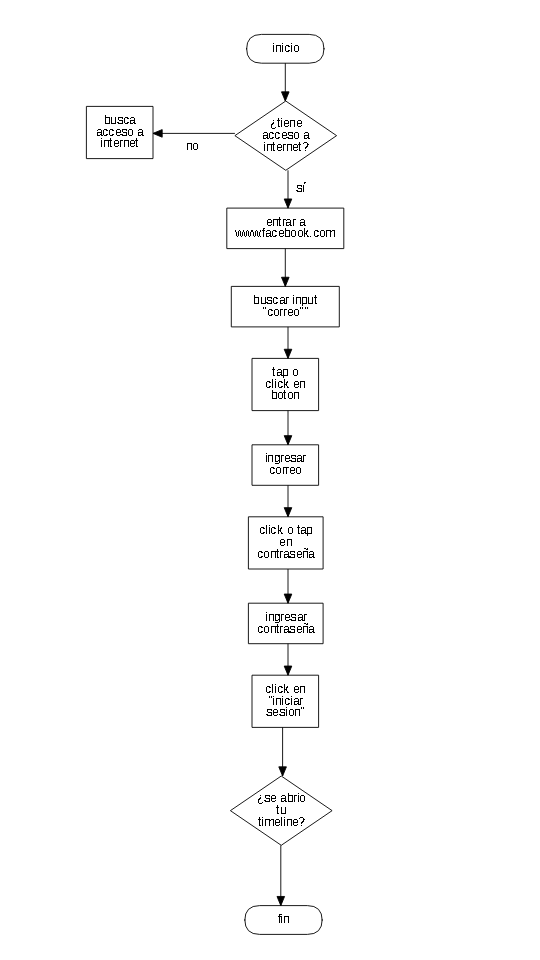 inicio
¿tiene
acceso a
internet?
busca
acceso a
internet
no
sí
entrar a
www.facebook.com
buscar input
"correo""
tap o
click en
boton
ingresar
correo
click o tap
en
contraseña
ingresar
contraseña
click en
"iniciar
sesion"
¿se abrio
tu
timeline?
fin